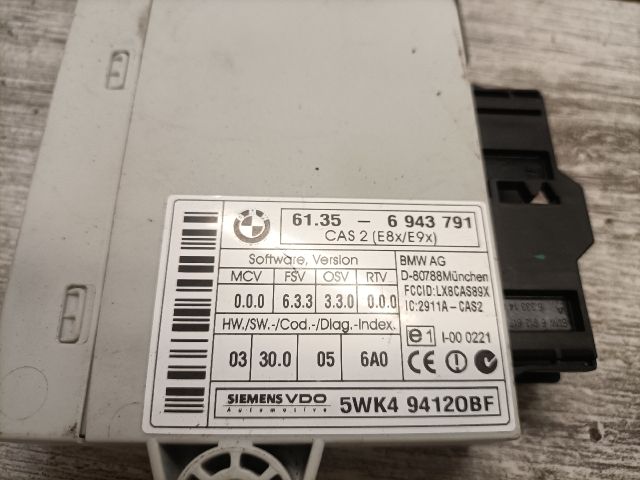 61.35 - 6 943 791
CAS 2 (E8x/E9x)
Software, Version
MCV FSV OSV RTV
0.0.0 6.3.3 3.3.0 0.0.0
HW./SW.-/Cod.-/Diag.-Index.
03 30.0 05 6A0
BMW AG
D-80788München
FCCID:LX8CAS89X
IC:2911A-CAS2
e1 I-00 0221
CE
SIEMENS VDO
Automotive
5WK4 94120BF